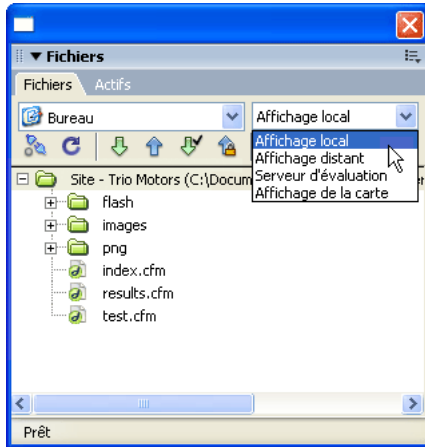 Fichiers
Fichiers Actifs
Bureau Affichage local
Affichage local
Affichage distant
Serveur d'évaluation
Affichage de la carte
Site - Trio Motors (C:\Docum
flash
images
png
index.cfm
results.cfm
test.cfm
Prêt